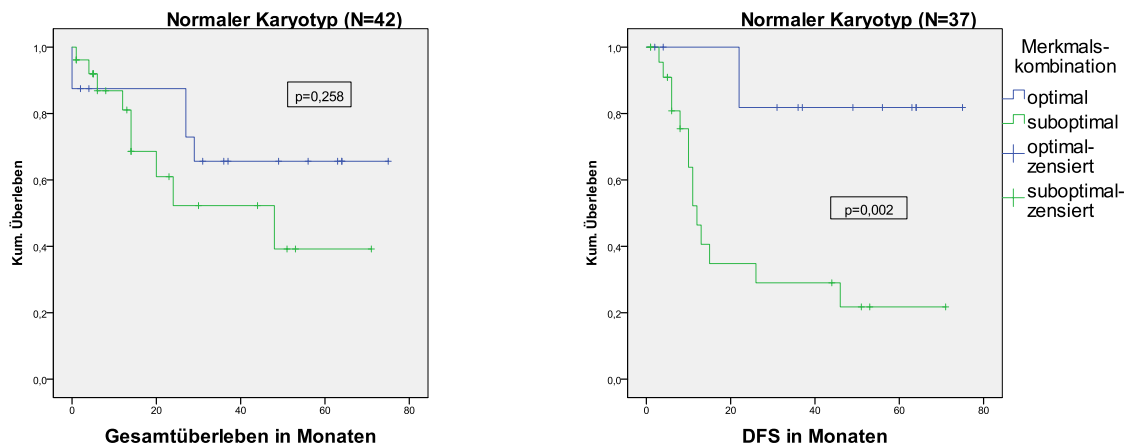 Normaler Karyotyp (N=42)
1,0
0,8
0,6
0,4
0,2
0,0
Kum. Überleben
p=0,258
0 20 40 60 80
Gesamtüberleben in Monaten
Normaler Karyotyp (N=37)
1,0
0,8
0,6
0,4
0,2
0,0
Kum. Überleben
p=0,002
0 20 40 60 80
DFS in Monaten
Merkmals-
kombination
optimal
suboptimal
optimal-
zensiert
suboptimal-
zensiert